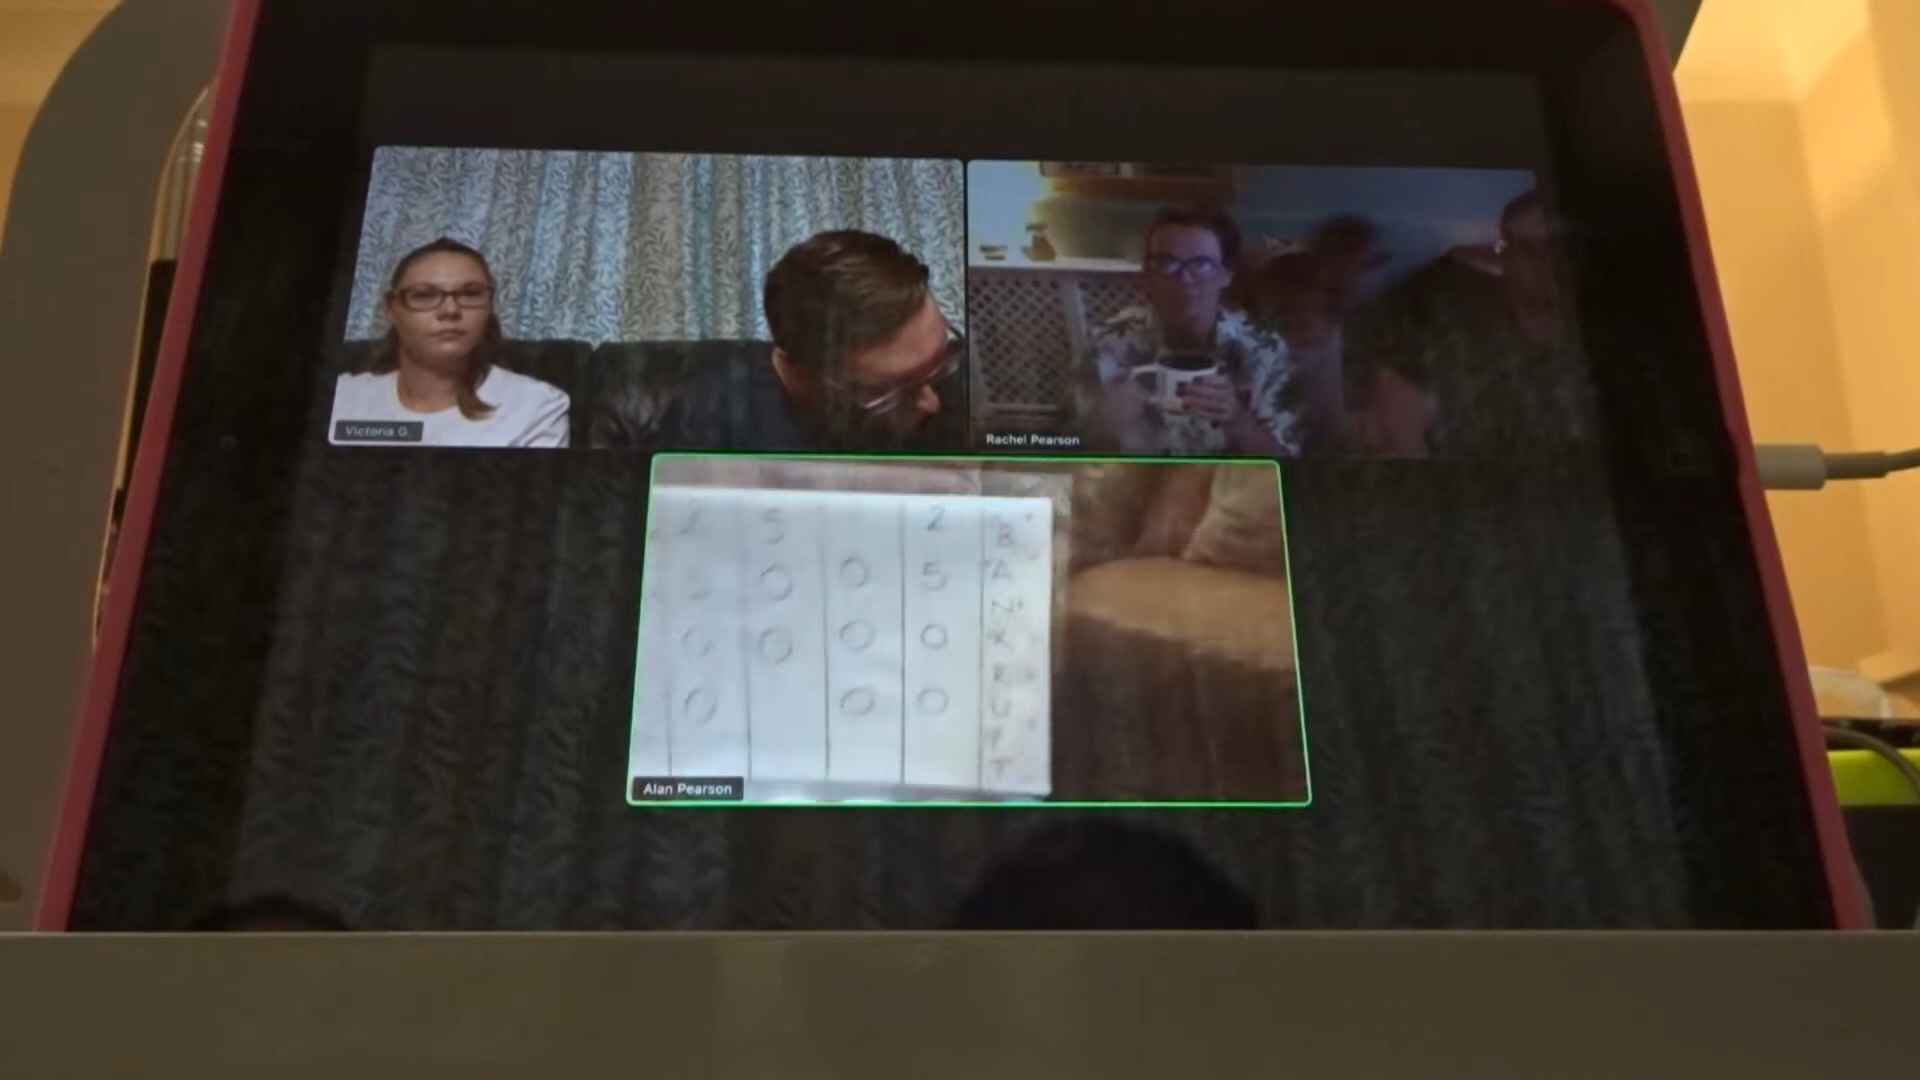 Victoria G.
Rachel Pearson
2 5 2 B
5 0 0 5 A
0 0 0 0 N
K
0 0 0 R
U
P
T
Alan Pearson